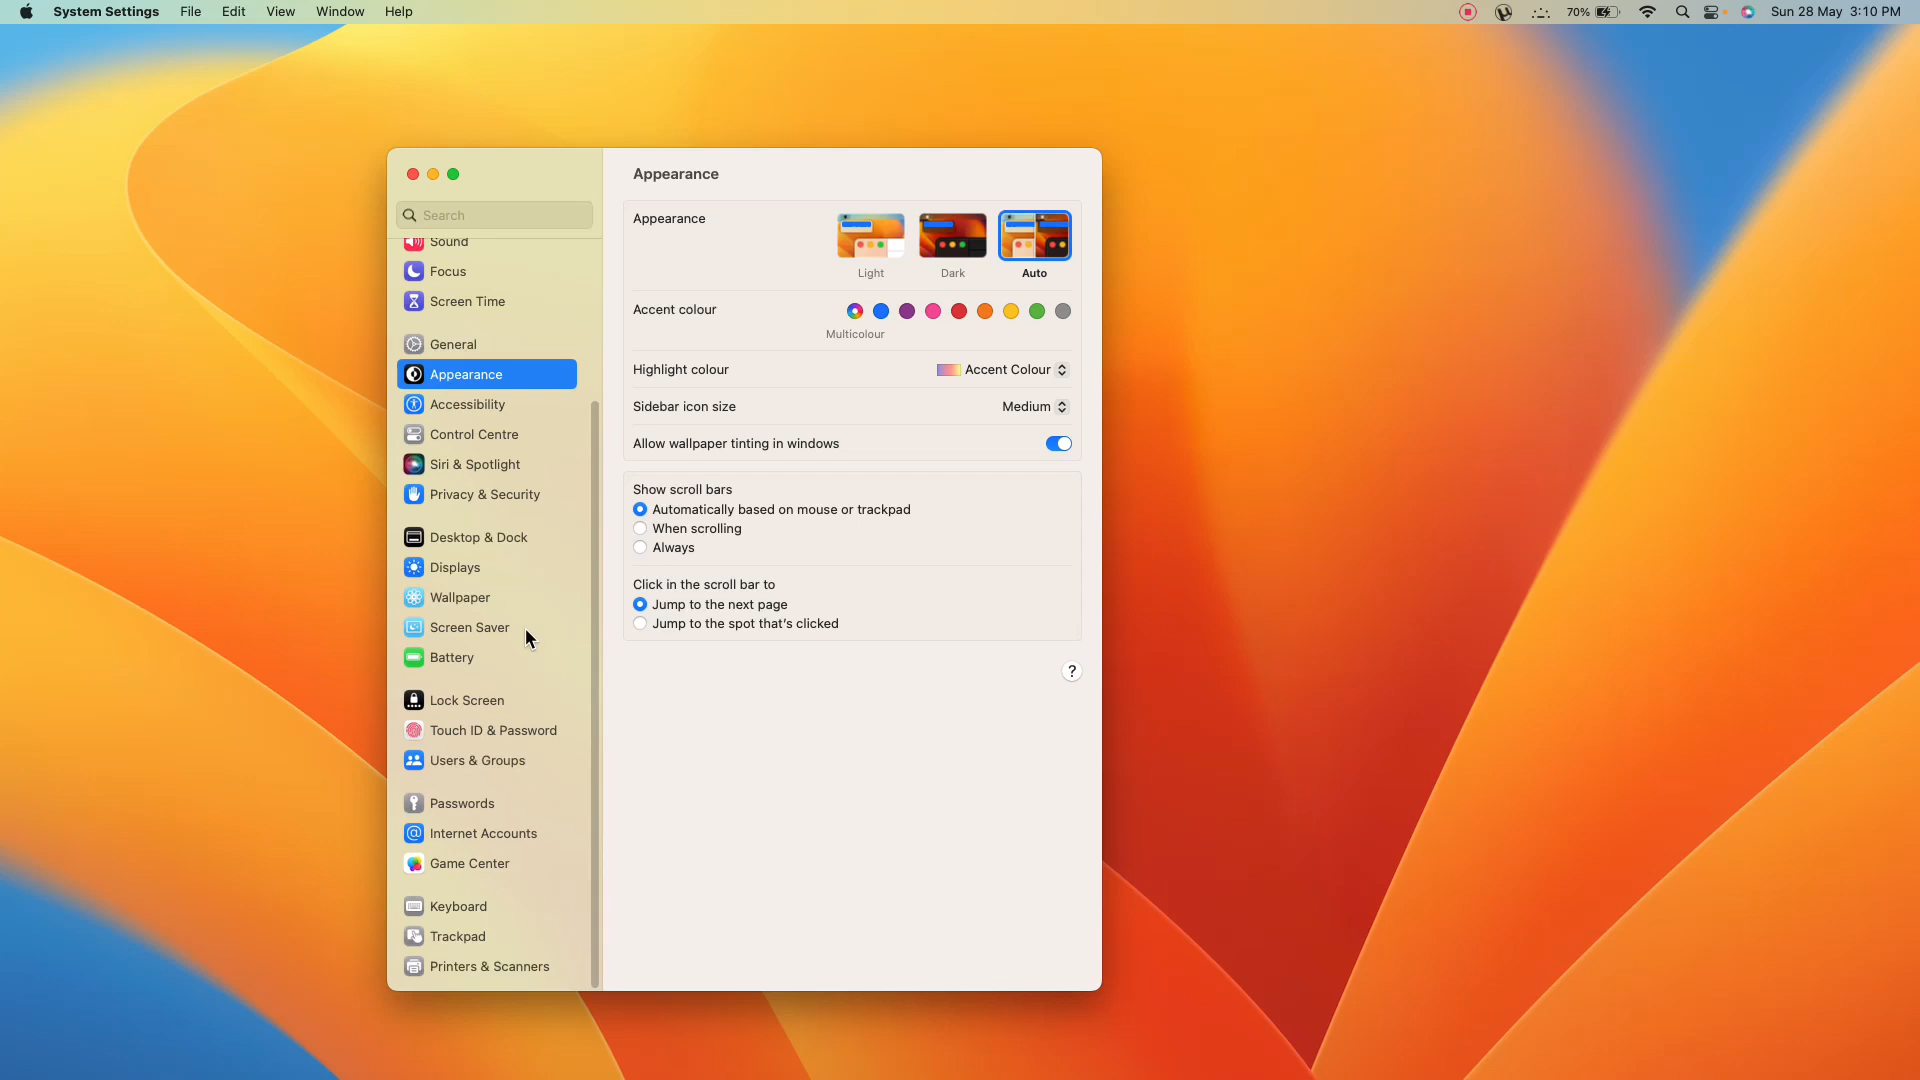 System Settings File Edit View Window Help 70% Sun 28 May 3:10 PM
Search
Sound
Focus
Screen Time
General
Appearance
Accessibility
Control Centre
Siri & Spotlight
Privacy & Security
Desktop & Dock
Displays
Wallpaper
Screen Saver
Battery
Lock Screen
Touch ID & Password
Users & Groups
Passwords
Internet Accounts
Game Center
Keyboard
Trackpad
Printers & Scanners
Appearance
Appearance
Light Dark Auto
Accent colour
Multicolour
Highlight colour Accent Colour
Sidebar icon size Medium
Allow wallpaper tinting in windows
Show scroll bars
Automatically based on mouse or trackpad
When scrolling
Always
Click in the scroll bar to
Jump to the next page
Jump to the spot that's clicked
?